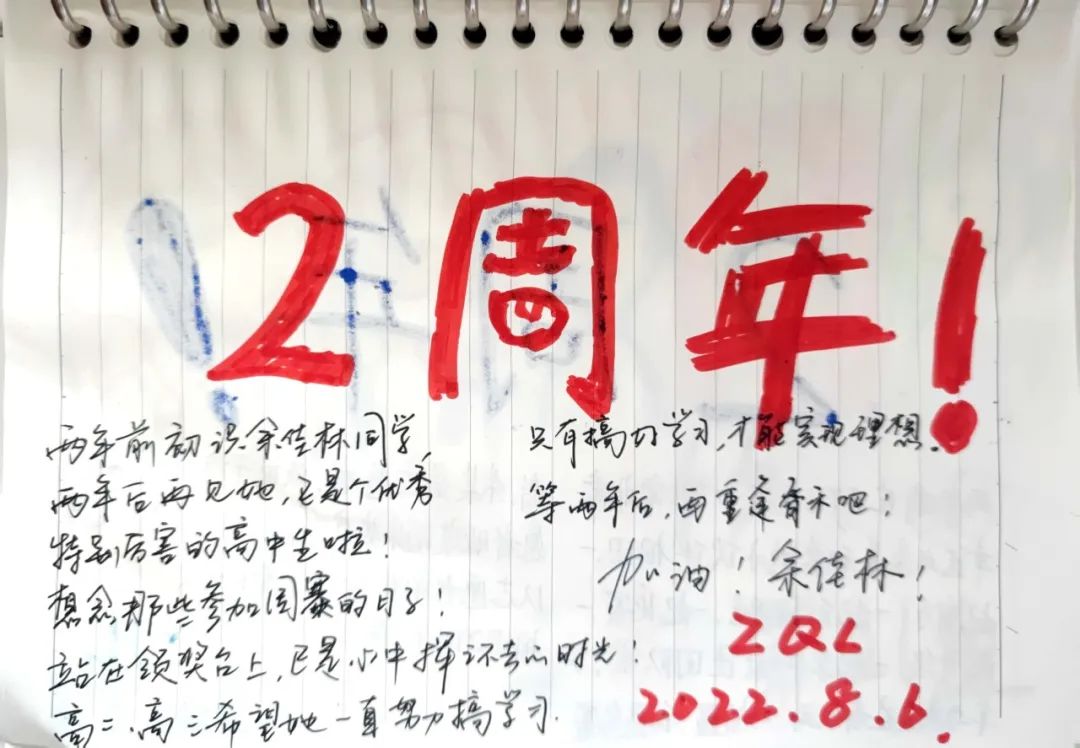 2周年!
两年前初识余佳林同学,
两年后再见她,已是个优秀
特别厉害的高中生啦!
想念那些参加周赛的日子!
站在领奖台上,已是心中挥不去的时光!
高二、高三希望她一直努力搞学习.
只有搞好学习,才能实现理想.
等两年后,再重逢春禾吧!
加油!余佳林!
ZQL
2022.8.6.